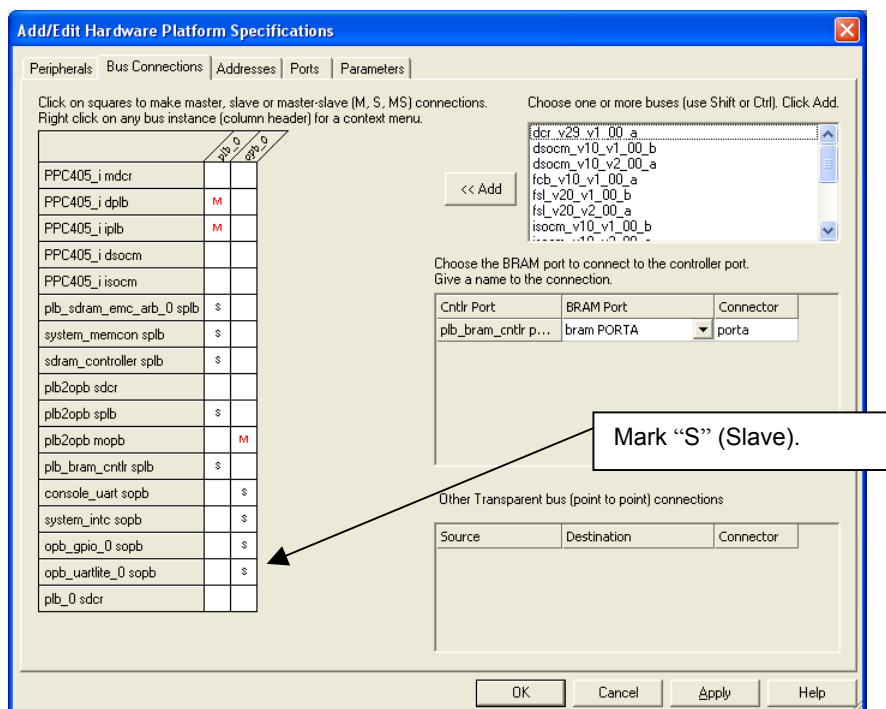 Add/Edit Hardware Platform Specifications
Peripherals Bus Connections Addresses Ports Parameters
Click on squares to make master, slave or master-slave (M, S, MS) connections.
Right click on any bus instance (column header) for a context menu.
plb_0 opb_0
PPC405_i mdcr
PPC405_i dplb M
PPC405_i iplb M
PPC405_i dsocm
PPC405_i isocm
plb_sdram_emc_arb_0 splb S
system_memcon splb S
sdram_controller splb S
plb2opb sdcr
plb2opb splb S
plb2opb mopb M
plb_bram_cntlr splb S
console_uart sopb S
system_intc sopb S
opb_gpio_0 sopb S
opb_uartlite_0 sopb S
plb_0 sdcr
Choose one or more buses (use Shift or Ctrl). Click Add.
<< Add
dcr_v29_v1_00_a
dsocm_v10_v1_00_b
dsocm_v10_v2_00_a
fcb_v10_v1_00_a
fsl_v20_v1_00_b
fsl_v20_v2_00_a
isocm_v10_v1_00_b
Choose the BRAM port to connect to the controller port.
Give a name to the connection.
Cntlr Port BRAM Port Connector
plb_bram_cntlr p... bram PORTA porta
Mark “S” (Slave).
Other Transparent bus (point to point) connections
Source Destination Connector
OK Cancel Apply Help